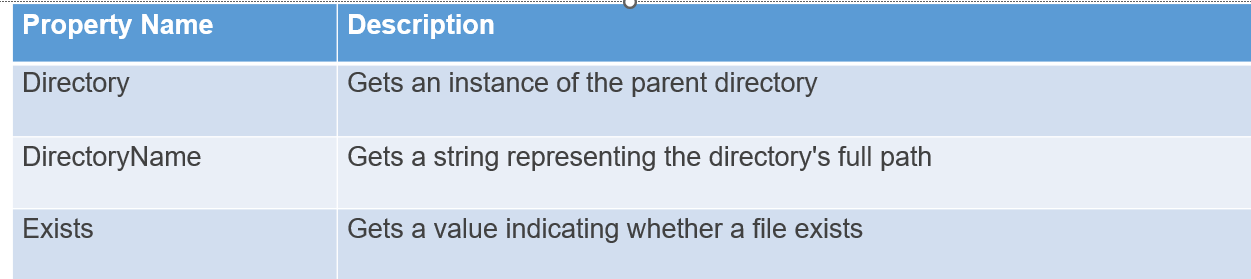 Property Name Description
Directory Gets an instance of the parent directory
DirectoryName Gets a string representing the directory's full path
Exists Gets a value indicating whether a file exists